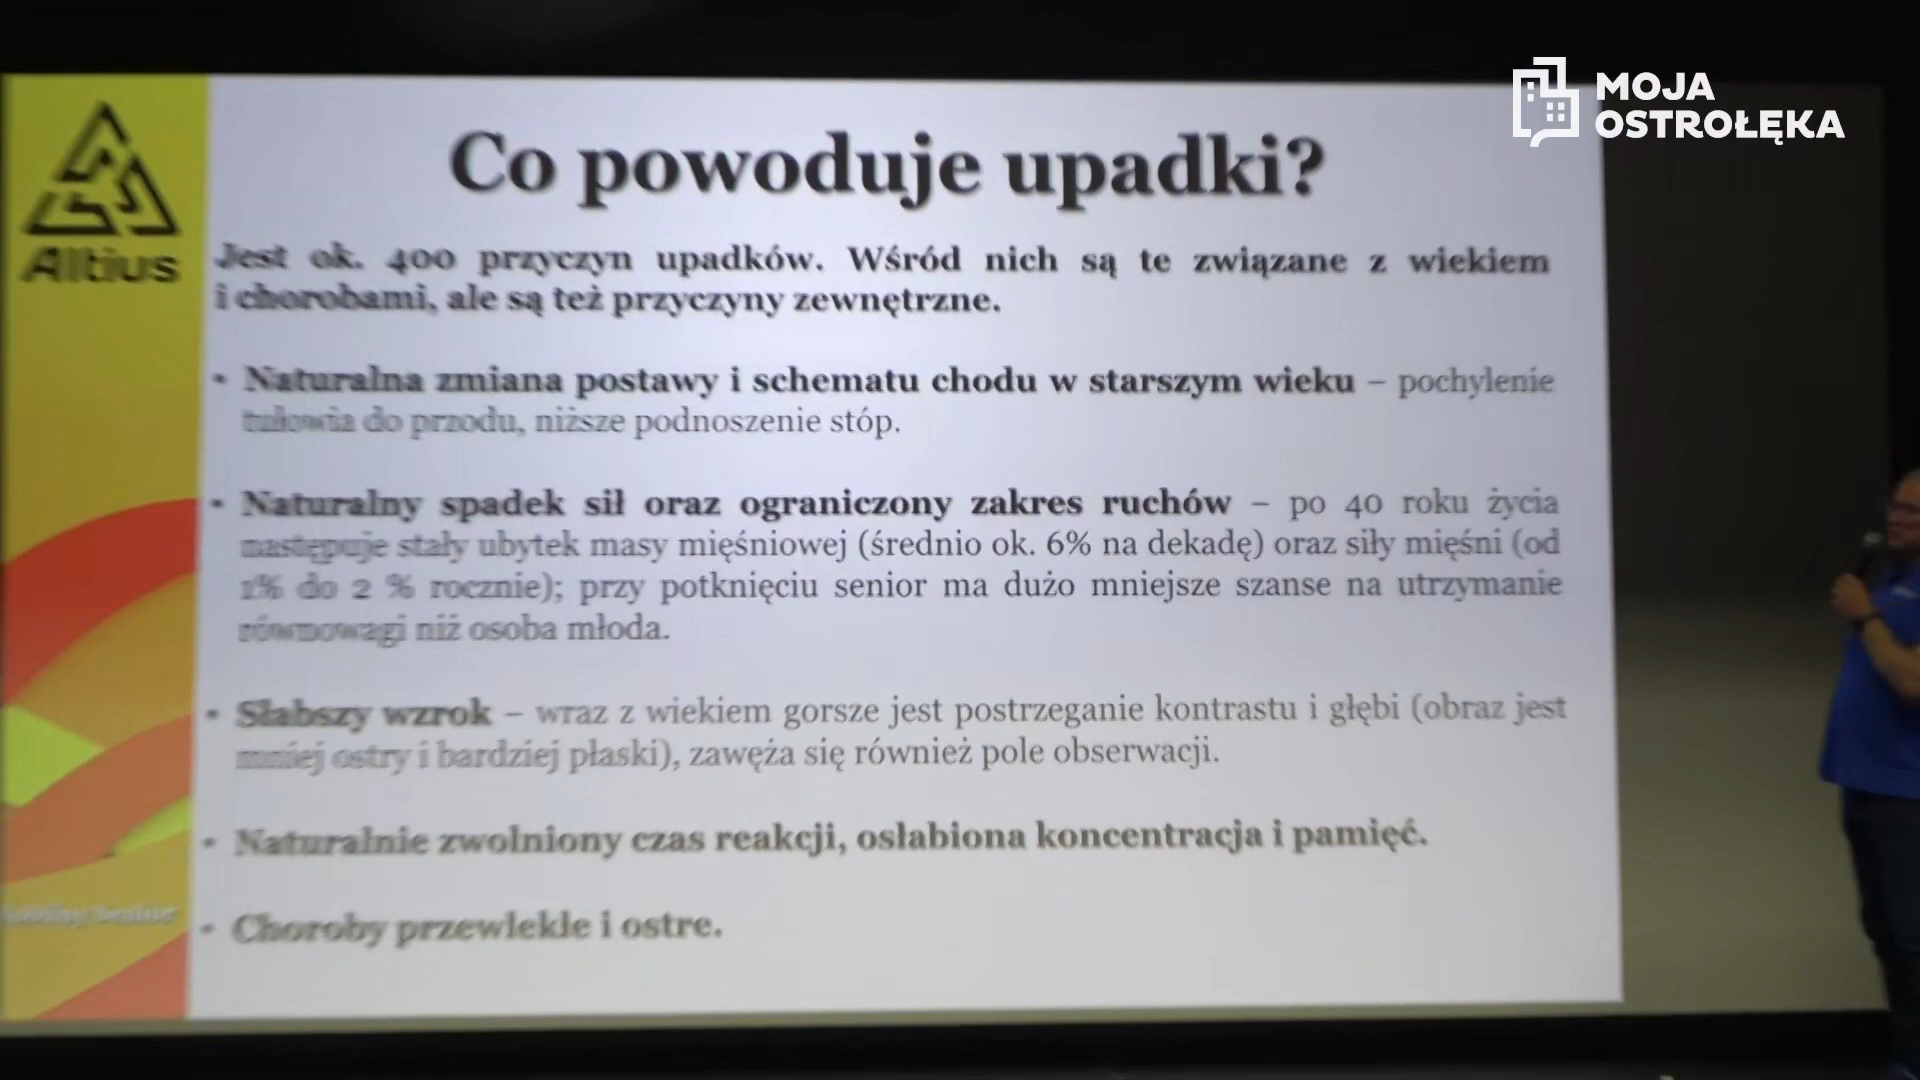 MOJA
OSTROŁĘKA
Altius
Co powoduje upadki?
Jest ok. 400 przyczyn upadków. Wśród nich są te związane z wiekiem
i chorobami, ale są też przyczyny zewnętrzne.
• Naturalna zmiana postawy i schematu chodu w starszym wieku – pochylenie
tułowia do przodu, niższe podnoszenie stóp.
• Naturalny spadek sił oraz ograniczony zakres ruchów – po 40 roku życia
następuje stały ubytek masy mięśniowej (średnio ok. 6% na dekadę) oraz siły mięśni (od
1% do 2 % rocznie); przy potknięciu senior ma dużo mniejsze szanse na utrzymanie
równowagi niż osoba młoda.
• Słabszy wzrok – wraz z wiekiem gorsze jest postrzeganie kontrastu i głębi (obraz jest
mniej ostry i bardziej płaski), zawęża się również pole obserwacji.
• Naturalnie zwolniony czas reakcji, osłabiona koncentracja i pamięć.
• Choroby przewlekłe i ostre.